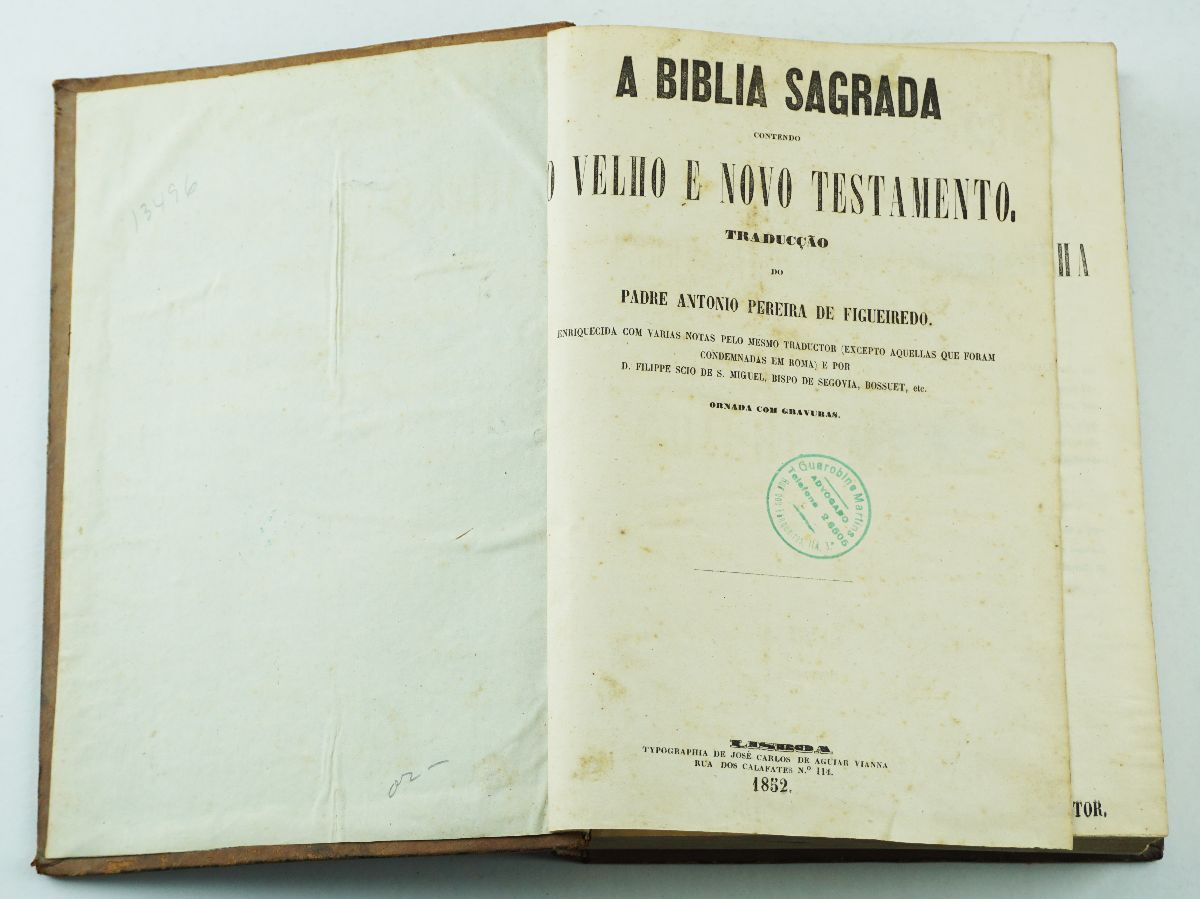 13496
A BIBLIA SAGRADA
CONTENDO
O VELHO E NOVO TESTAMENTO.
TRADUCÇÃO
DO
PADRE ANTONIO PEREIRA DE FIGUEIREDO.
ENRIQUECIDA COM VARIAS NOTAS PELO MESMO TRADUCTOR (EXCEPTO AQUELLAS QUE FORAM
CONDEMNADAS EM ROMA) E POR
D. FILIPPE SCIO DE S. MIGUEL, BISPO DE SEGOVIA, BOSSUET, etc.
ORNADA COM GRAVURAS.
T Guarobine Martins
ADVOGADO
Telefone 26805
LISBOA
TYPOGRAPHIA DE JOSÉ CARLOS DE AGUIAR VIANNA
RUA DOS CALAFATES N.º 114.
1852.
HA
TOR.